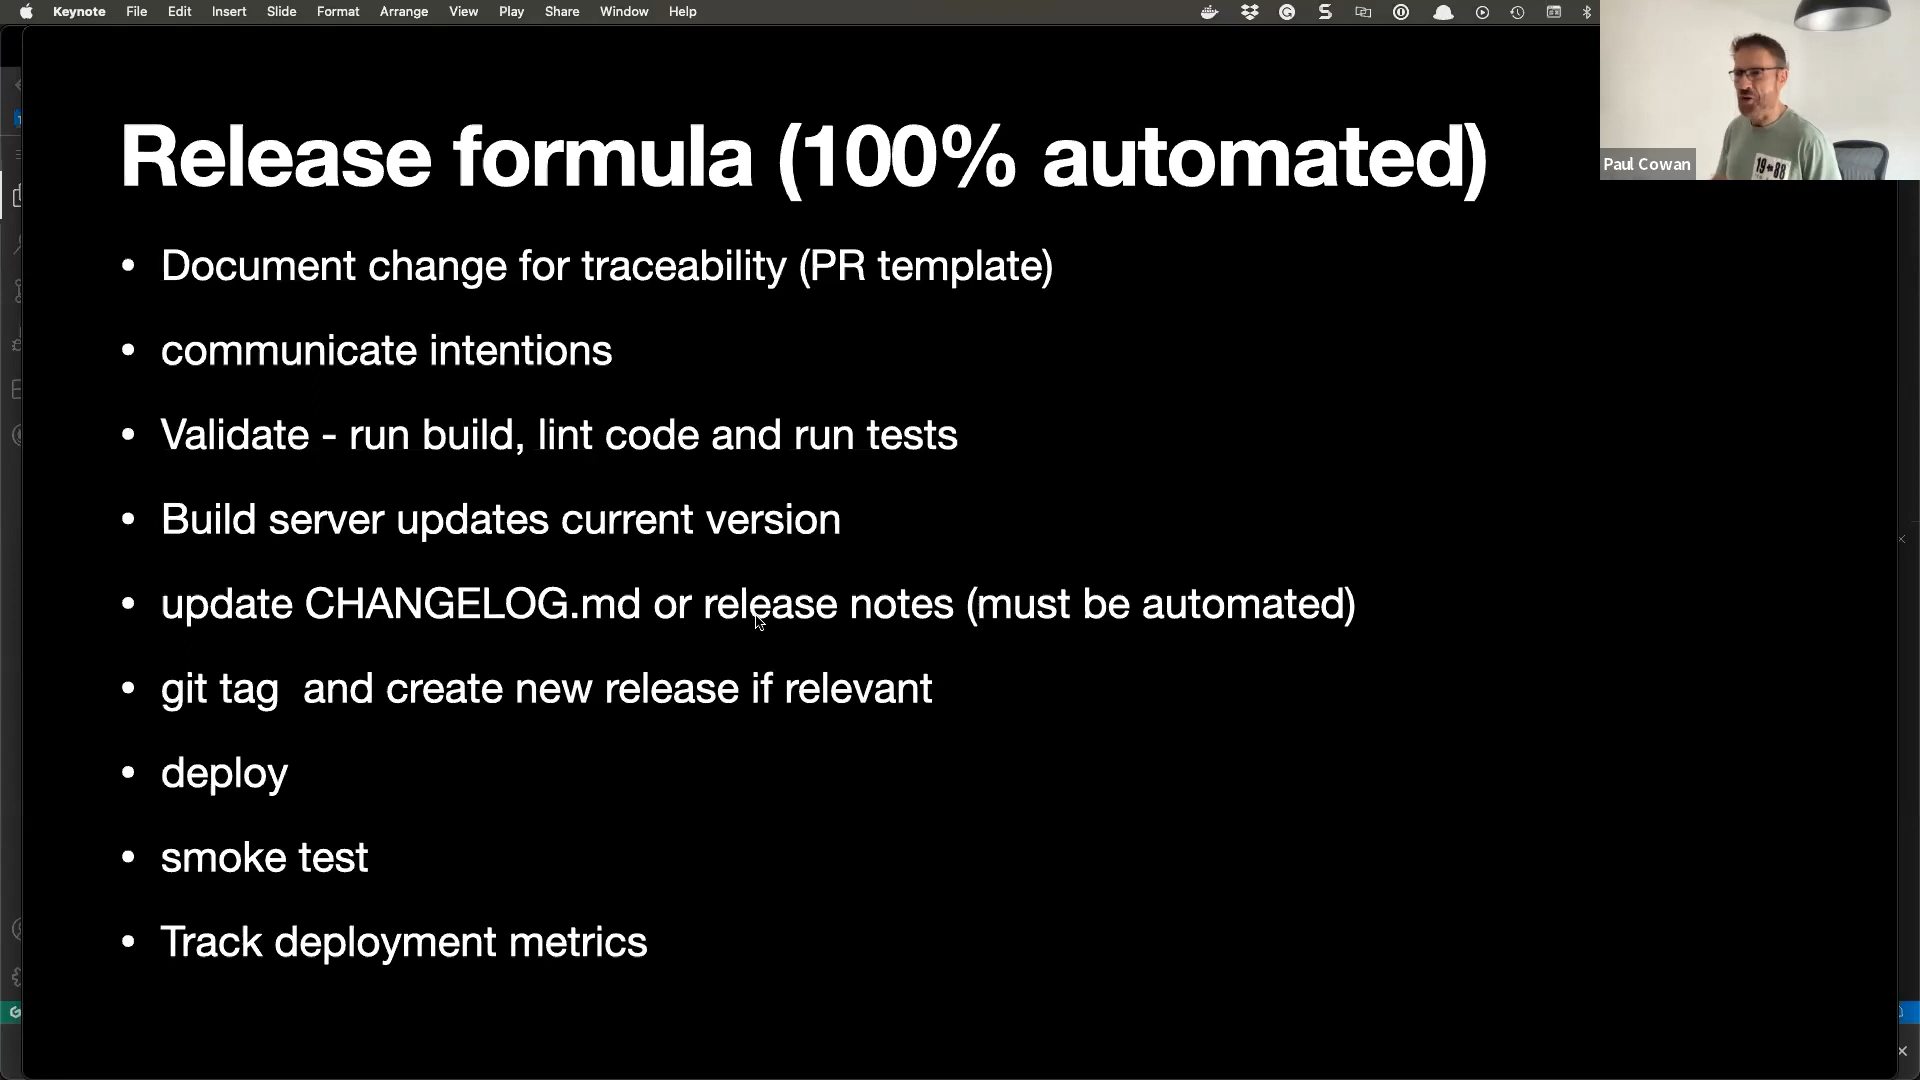 Keynote File Edit Insert Slide Format Arrange View Play Share Window Help
Paul Cowan
19 88
Release formula (100% automated)
• Document change for traceability (PR template)
• communicate intentions
• Validate - run build, lint code and run tests
• Build server updates current version
• update CHANGELOG.md or release notes (must be automated)
• git tag  and create new release if relevant
• deploy
• smoke test
• Track deployment metrics